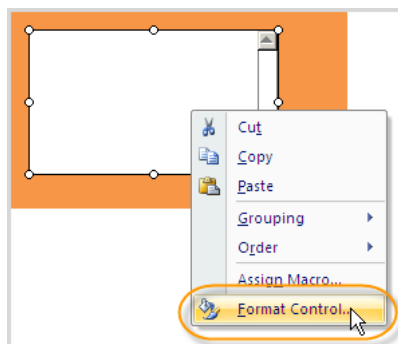 Cut
Copy
Paste
Grouping
Order
Assign Macro...
Format Control...